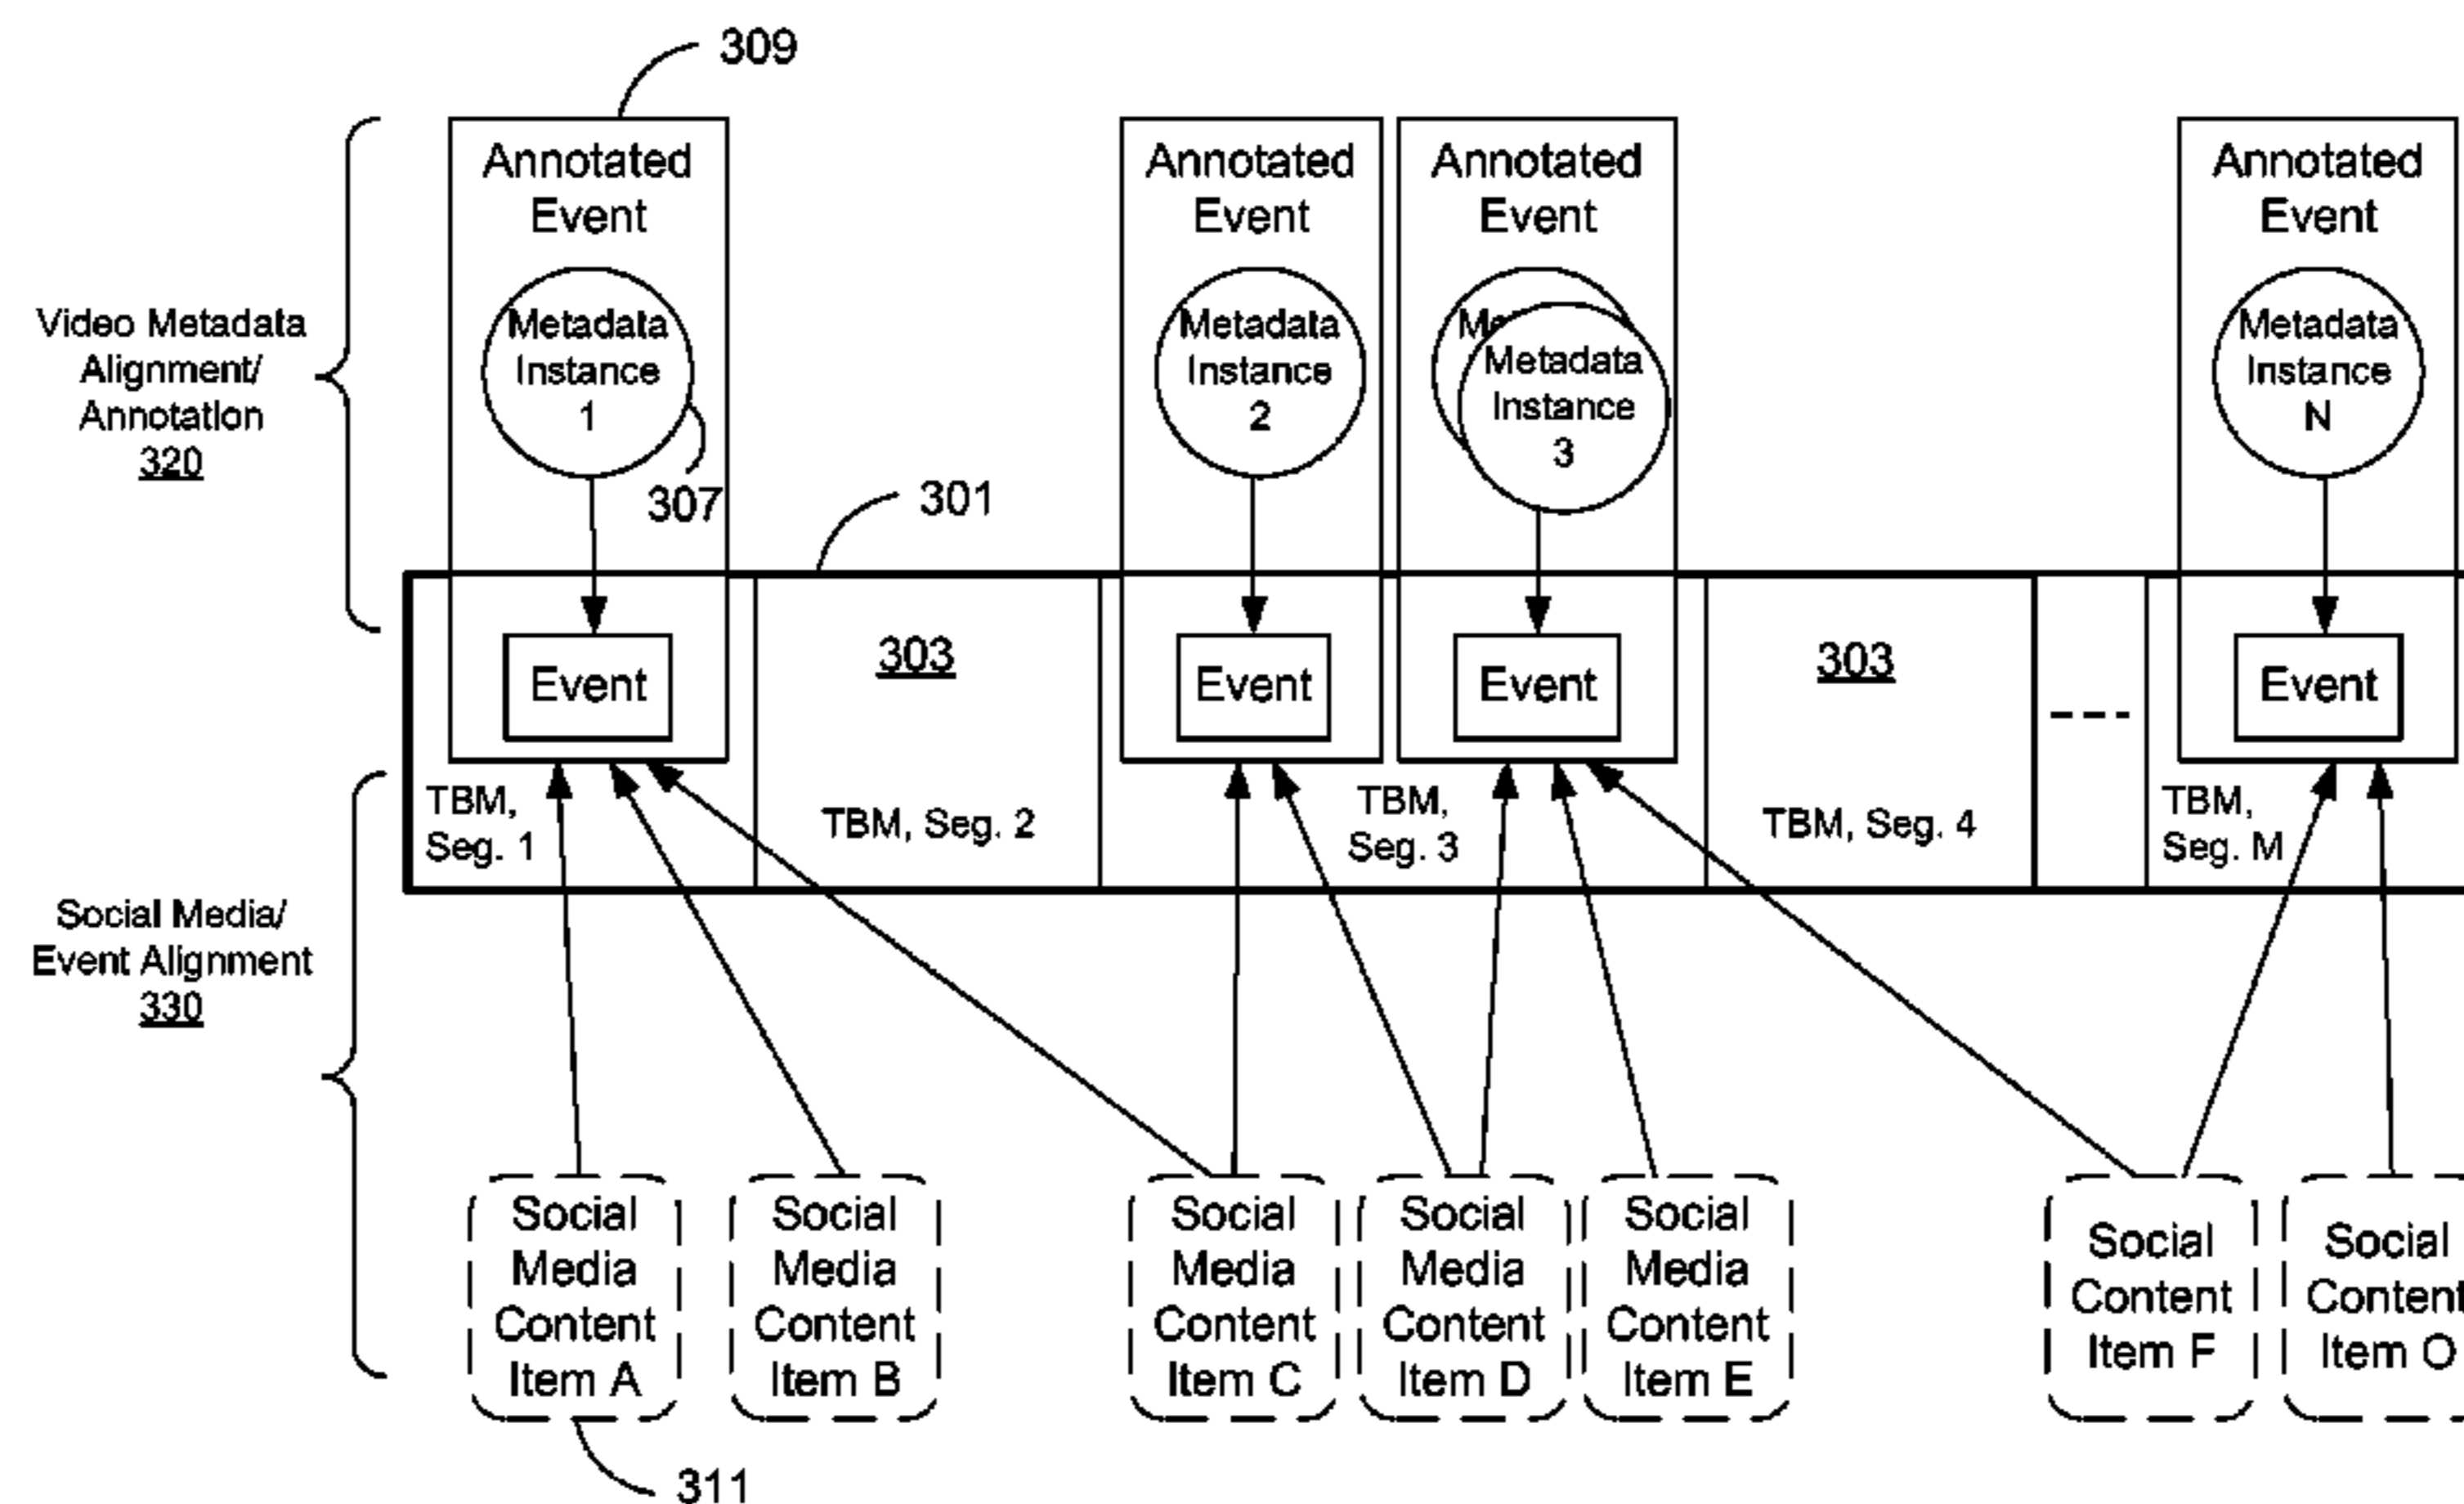 309
Annotated
Event
Annotated
Event
Annotated
Event
Annotated
Event
Video Metadata
Alignment/
Annotation
320
Metadata
Instance
1
Metadata
Instance
2
Metadata
Instance
3
Metadata
Instance
N
307
301
Event
303
Event
Event
303
Event
TBM,
Seg. 1
TBM, Seg. 2
TBM,
Seg. 3
TBM, Seg. 4
----
TBM,
Seg. M
Social Media/
Event Alignment
330
Social
Media
Content
Item A
Social
Media
Content
Item B
Social
Media
Content
Item C
Social
Media
Content
Item D
Social
Media
Content
Item E
Social
Content
Item F
Social
Content
Item O
311